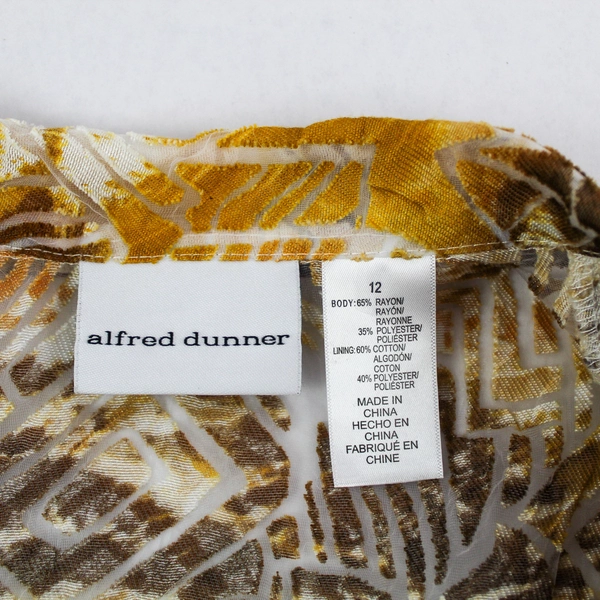 alfred dunner
12
BODY:65% RAYON/
RAYÓN/
RAYONNE
35% POLYESTER/
POLIÉSTER
LINING:60% COTTON/
ALGODÓN/
COTON
40% POLYESTER/
POLIÉSTER
MADE IN
CHINA
HECHO EN
CHINA
FABRIQUÉ EN
CHINE